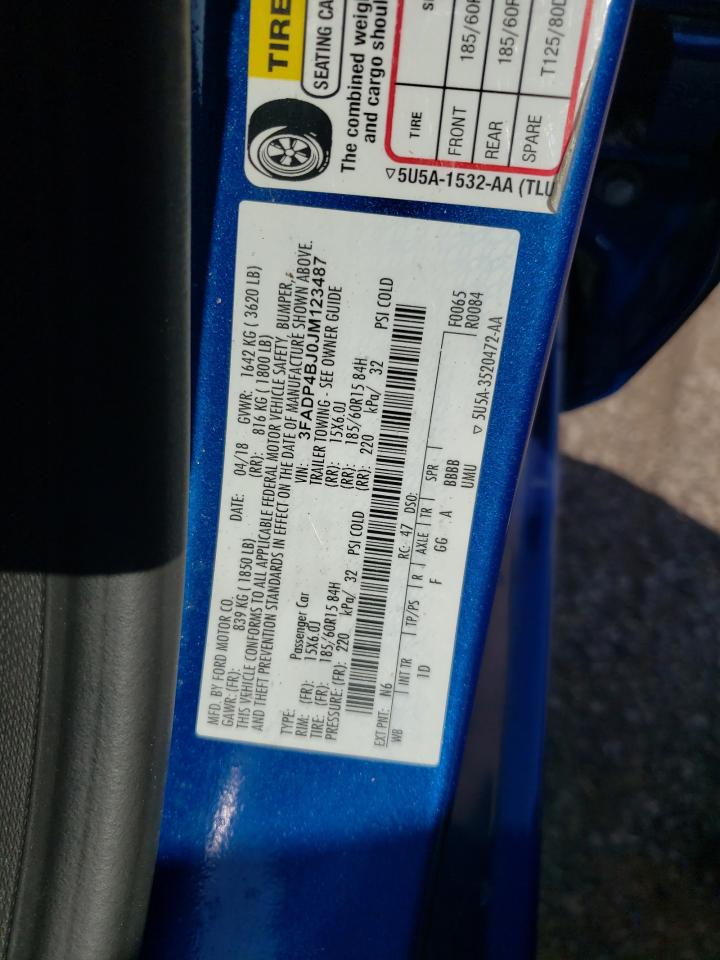 TIRE
SEATING CA
The combined weig
and cargo shou
TIRE
FRONT 185/60R
REAR 185/60R
SPARE T125/80D
5U5A-1532-AA (TLU
MFD. BY FORD MOTOR CO. DATE: 04/18 GVWR: 1642 KG ( 3620 LB)
GAWR: (FR): 839 KG ( 1850 LB) (RR): 816 KG ( 1800 LB)
THIS VEHICLE CONFORMS TO ALL APPLICABLE FEDERAL MOTOR VEHICLE SAFETY, BUMPER,
AND THEFT PREVENTION STANDARDS IN EFFECT ON THE DATE OF MANUFACTURE SHOWN ABOVE.
VIN: 3FADP4BJ0JM123487
TYPE: Passenger Car TRAILER TOWING - SEE OWNER GUIDE
RIM: (FR): 15X6.0J (RR): 15X6.0J
TIRE: (FR): 185/60R15 84H (RR): 185/60R15 84H
PRESSURE: (FR): 220 kPa/ 32 PSI COLD (RR): 220 kPa/ 32 PSI COLD
EXT PNT: N6 RC: 47 DSO: F0065
WB INT TR TP/PS R AXLE TR SPR R0084
1D F GG A BBBB
UMU
5U5A-3520472-AA